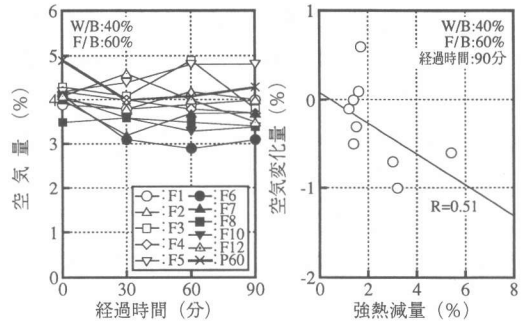 W/B:40%
F/B:60%
空気量（%）
6
5
4
3
2
1
0
:F1
:F2
:F3
:F4
:F5
:F6
:F7
:F8
:F10
:F12
:P60
0 30 60 90
経過時間（分）
W/B:40%
F/B:60%
経過時間:90分
空気変化量（%）
1
0
-1
-2
R=0.51
0 2 4 6 8
強熱減量（%）